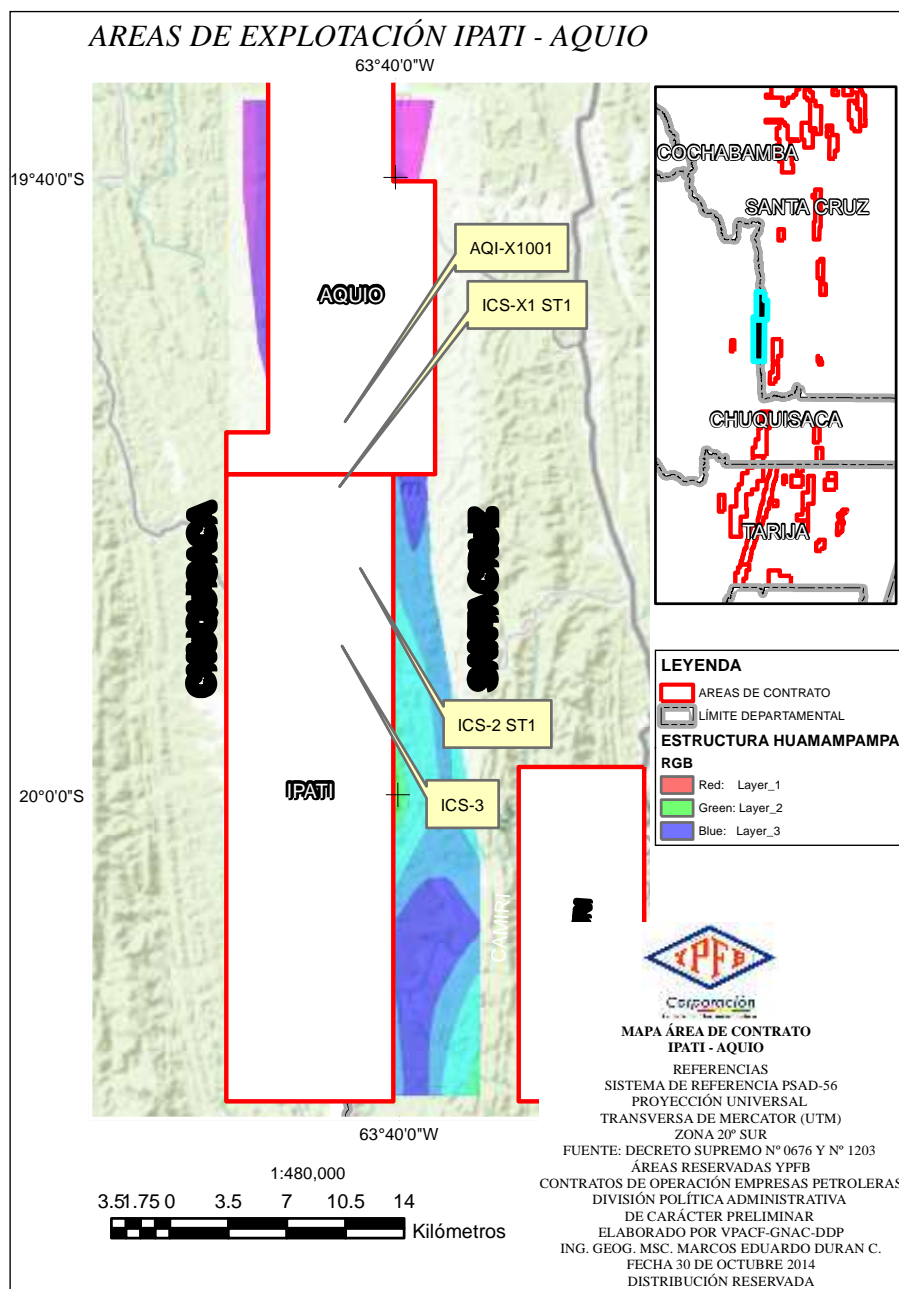 AREAS DE EXPLOTACIÓN IPATI - AQUIO
63°40'0"W
19°40'0"S
AQI-X1001
AQUIO
ICS-X1 ST1
ICS-2 ST1
20°0'0"S
IPATI
ICS-3
CAMIRI
63°40'0"W
COCHABAMBA
SANTA CRUZ
CHUQUISACA
TARIJA
LEYENDA
AREAS DE CONTRATO
LÍMITE DEPARTAMENTAL
ESTRUCTURA HUAMAMPAMPA
RGB
Red: Layer_1
Green: Layer_2
Blue: Layer_3
YPFB
Corporación
MAPA ÁREA DE CONTRATO
IPATI - AQUIO
REFERENCIAS
SISTEMA DE REFERENCIA PSAD-56
PROYECCIÓN UNIVERSAL
TRANSVERSA DE MERCATOR (UTM)
ZONA 20º SUR
FUENTE: DECRETO SUPREMO Nº 0676 Y Nº 1203
ÁREAS RESERVADAS YPFB
CONTRATOS DE OPERACIÓN EMPRESAS PETROLERAS
DIVISIÓN POLÍTICA ADMINISTRATIVA
DE CARÁCTER PRELIMINAR
ELABORADO POR VPACF-GNAC-DDP
ING. GEOG. MSC. MARCOS EDUARDO DURAN C.
FECHA 30 DE OCTUBRE 2014
DISTRIBUCIÓN RESERVADA
1:480,000
3.5 1.75 0 3.5 7 10.5 14
Kilómetros